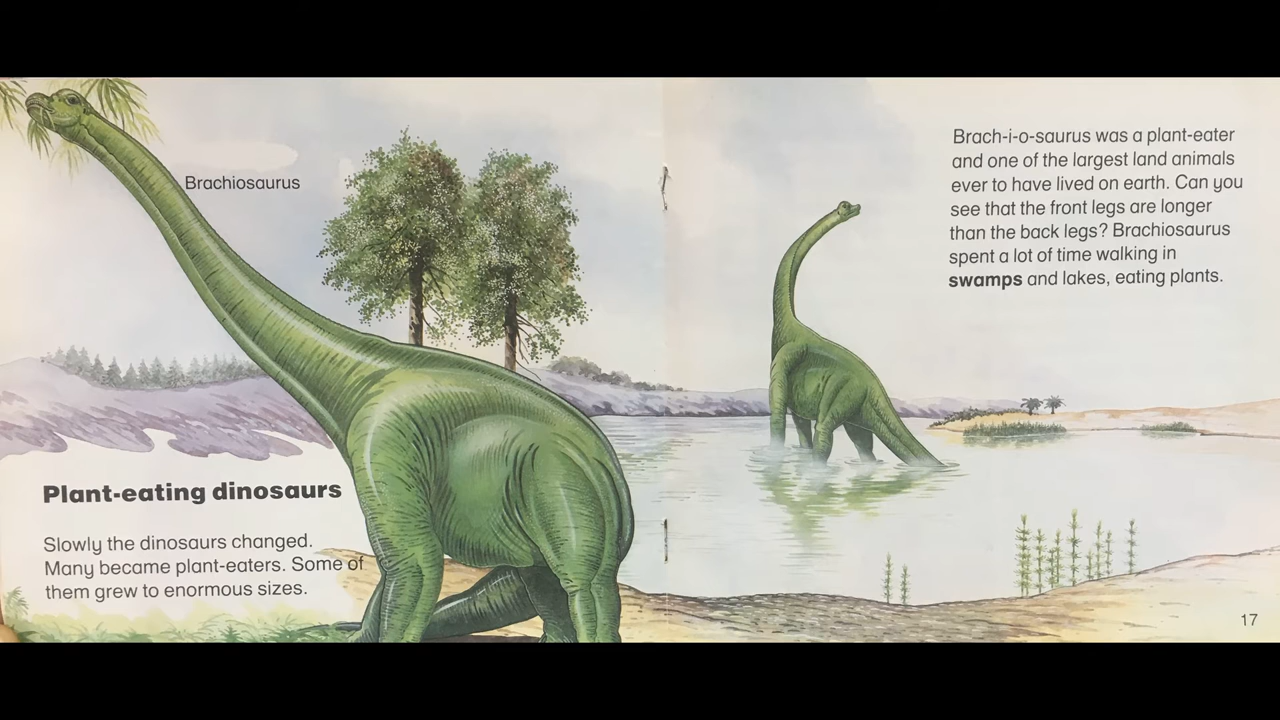 Brachiosaurus
Plant-eating dinosaurs
Slowly the dinosaurs changed.
Many became plant-eaters. Some of
them grew to enormous sizes.
Brach-i-o-saurus was a plant-eater
and one of the largest land animals
ever to have lived on earth. Can you
see that the front legs are longer
than the back legs? Brachiosaurus
spent a lot of time walking in
swamps and lakes, eating plants.
17